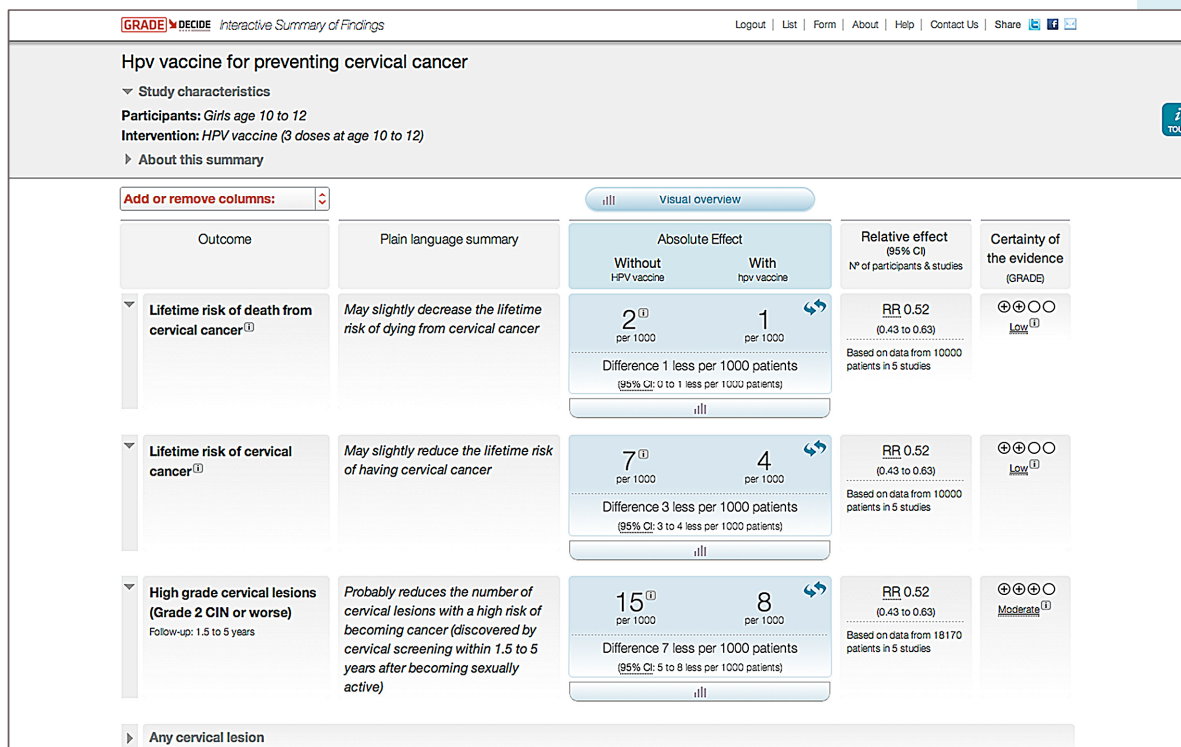 GRADE DECIDE Interactive Summary of Findings
Logout | List | Form | About | Help | Contact Us | Share
Hpv vaccine for preventing cervical cancer
Study characteristics
Participants: Girls age 10 to 12
Intervention: HPV vaccine (3 doses at age 10 to 12)
About this summary
Add or remove columns:
Visual overview
Outcome
Plain language summary
Absolute Effect
Without
HPV vaccine
With
hpv vaccine
Relative effect
(95% CI)
Nº of participants & studies
Certainty of
the evidence
(GRADE)
Lifetime risk of death from
cervical cancer
May slightly decrease the lifetime
risk of dying from cervical cancer
2
per 1000
1
per 1000
Difference 1 less per 1000 patients
(95% CI: 0 to 1 less per 1000 patients)
RR 0.52
(0.43 to 0.63)
Based on data from 10000
patients in 5 studies
Low
Lifetime risk of cervical
cancer
May slightly reduce the lifetime risk
of having cervical cancer
7
per 1000
4
per 1000
Difference 3 less per 1000 patients
(95% CI: 3 to 4 less per 1000 patients)
RR 0.52
(0.43 to 0.63)
Based on data from 10000
patients in 5 studies
Low
High grade cervical lesions
(Grade 2 CIN or worse)
Follow-up: 1.5 to 5 years
Probably reduces the number of
cervical lesions with a high risk of
becoming cancer (discovered by
cervical screening within 1.5 to 5
years after becoming sexually
active)
15
per 1000
8
per 1000
Difference 7 less per 1000 patients
(95% CI: 5 to 8 less per 1000 patients)
RR 0.52
(0.43 to 0.63)
Based on data from 18170
patients in 5 studies
Moderate
Any cervical lesion